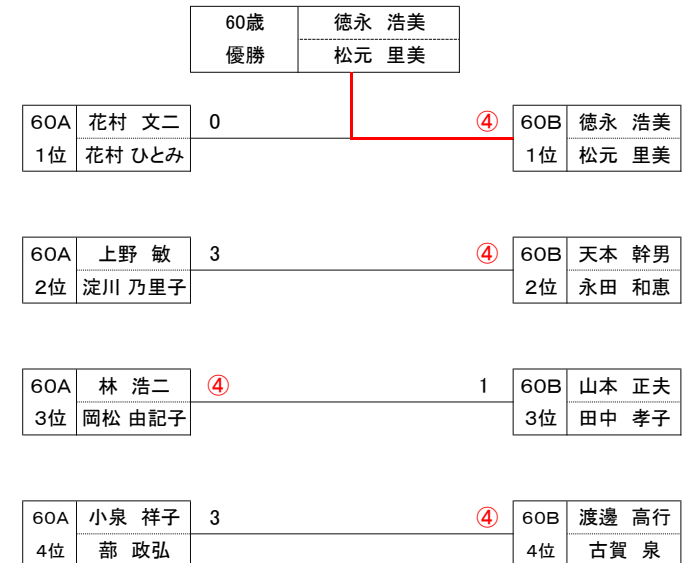 60歳 徳永 浩美
優勝 松元 里美
60A 花村 文二 0 ④ 60B 徳永 浩美
1位 花村 ひとみ 1位 松元 里美
60A 上野 敏 3 ④ 60B 天本 幹男
2位 淀川 乃里子 2位 永田 和恵
60A 林 浩二 ④ 1 60B 山本 正夫
3位 岡松 由記子 3位 田中 孝子
60A 小泉 祥子 3 ④ 60B 渡邊 高行
4位 蔀 政弘 4位 古賀 泉